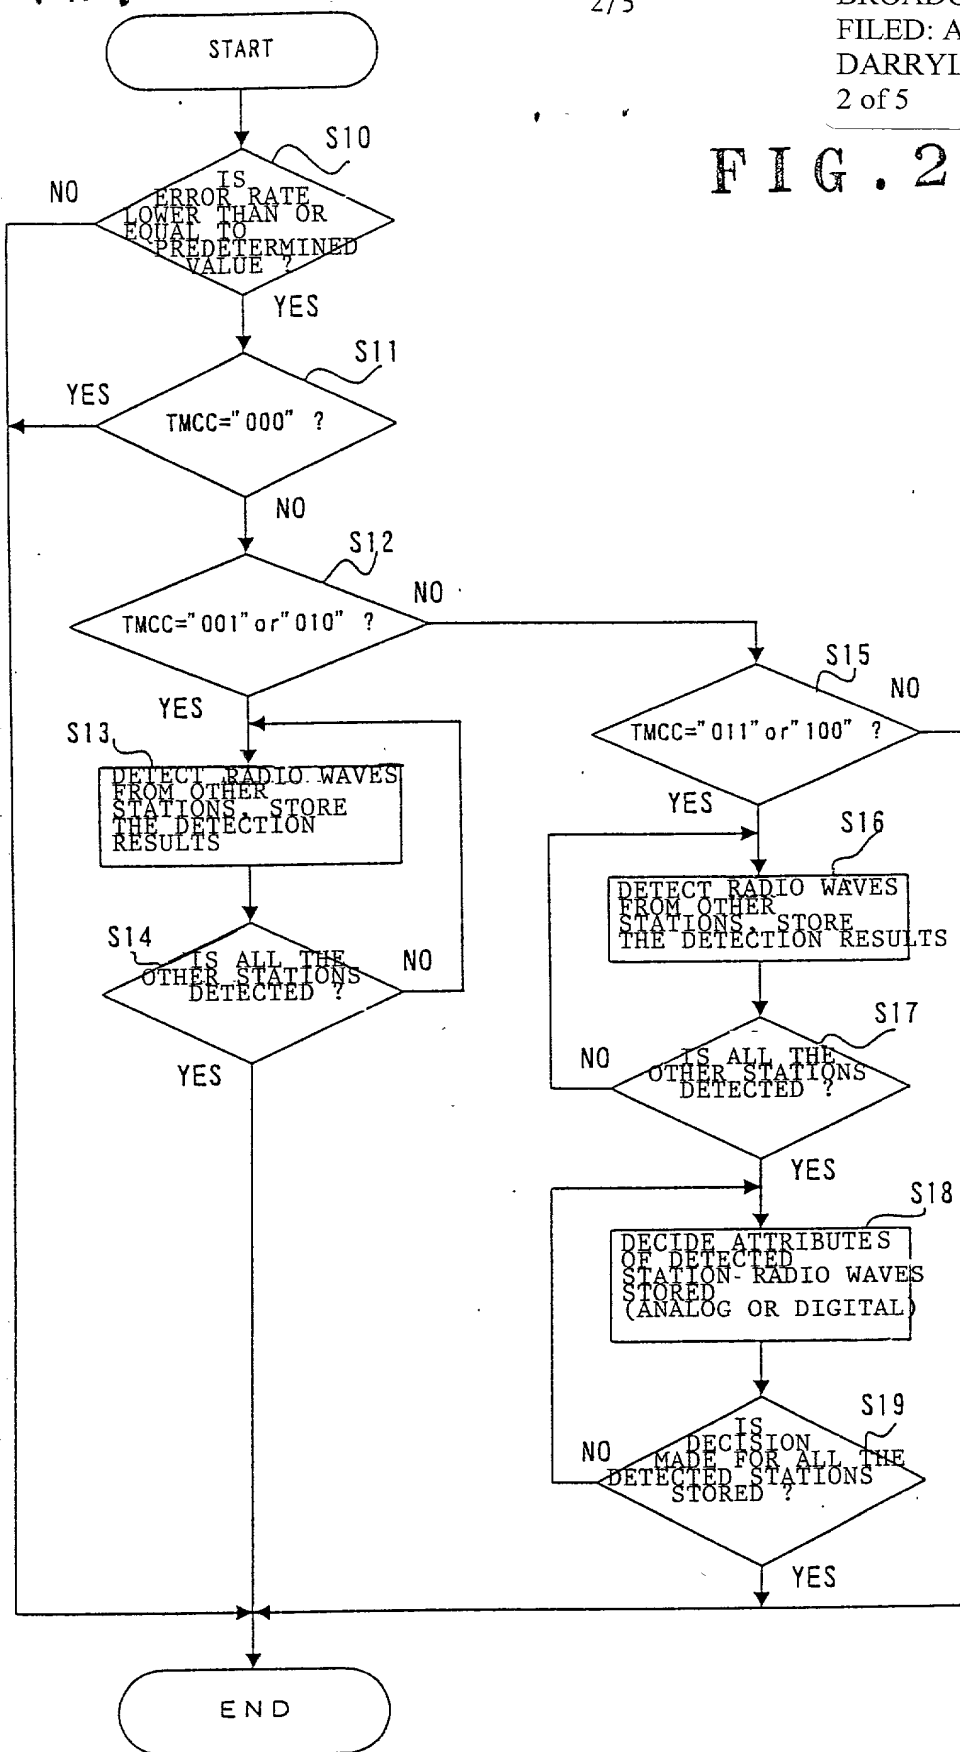 2/5
FILED: A
DARRYL
2 of 5
FIG.2
START
S10
NO
IS
ERROR RATE
LOWER THAN OR
EQUAL TO
PREDETERMINED
VALUE ?
YES
S11
YES
TMCC="000" ?
NO
S12
NO
TMCC="001"or"010" ?
YES
S15
NO
TMCC="011"or"100" ?
YES
S13
DETECT RADIO WAVES
FROM OTHER
STATIONS, STORE
THE DETECTION
RESULTS
S14
IS ALL THE
OTHER STATIONS
DETECTED ?
NO
YES
S16
DETECT RADIO WAVES
FROM OTHER
STATIONS, STORE
THE DETECTION RESULTS
S17
NO
IS ALL THE
OTHER STATIONS
DETECTED ?
YES
S18
DECIDE ATTRIBUTES
OF DETECTED
STATION- RADIO WAVES
STORED
(ANALOG OR DIGITAL)
S19
NO
IS
DECISION
MADE FOR ALL THE
DETECTED STATIONS
STORED ?
YES
END